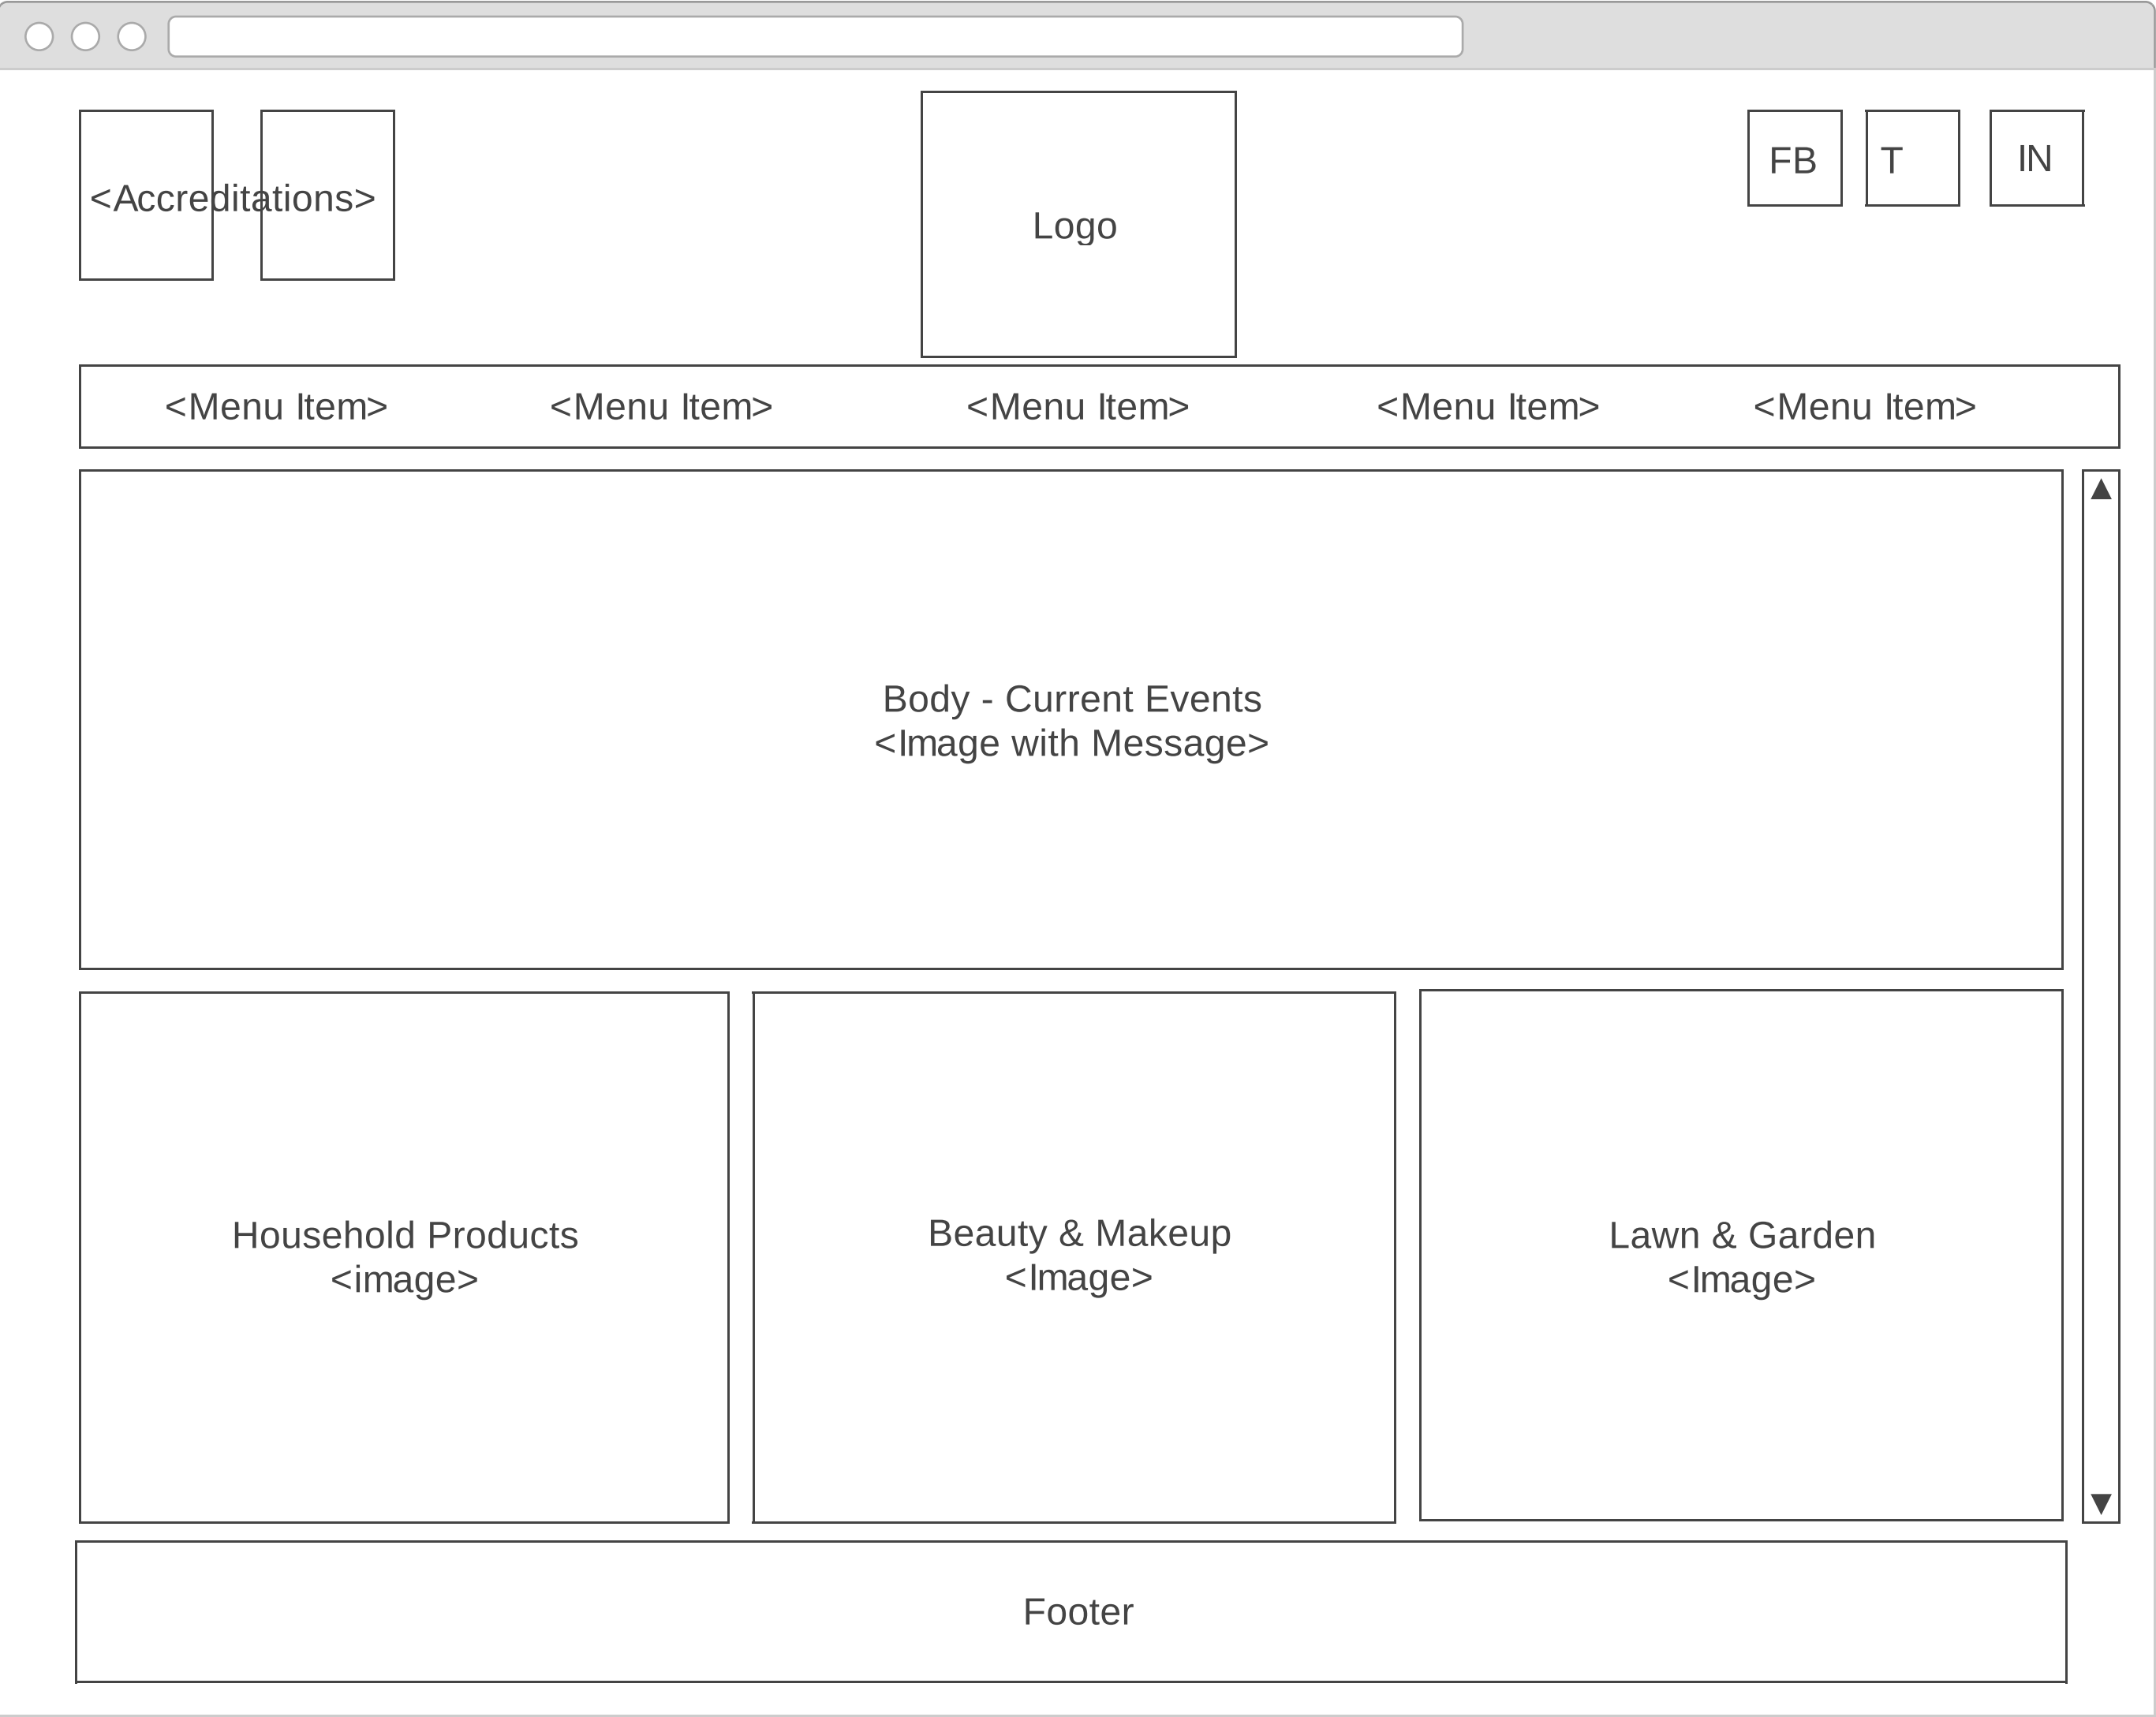 <Accreditations>
Logo
FB
T
IN
<Menu Item>
<Menu Item>
<Menu Item>
<Menu Item>
<Menu Item>
Body - Current Events
<Image with Message>
Household Products
<image>
Beauty & Makeup
<Image>
Lawn & Garden
<Image>
Footer